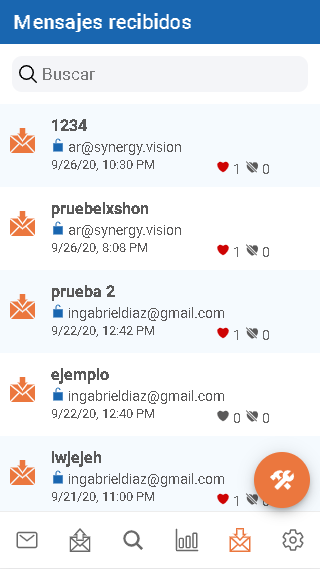 Mensajes recibidos
Buscar
1234
ar@synergy.vision
9/26/20, 10:30 PM
1 0
pruebeixshon
ar@synergy.vision
9/26/20, 8:08 PM
1 0
prueba 2
ingabrieldiaz@gmail.com
9/22/20, 12:42 PM
1 0
ejemplo
ingabrieldiaz@gmail.com
9/22/20, 12:40 PM
0 0
lwjejeh
ingabrieldiaz@gmail.com
9/21/20, 11:00 PM
1 0